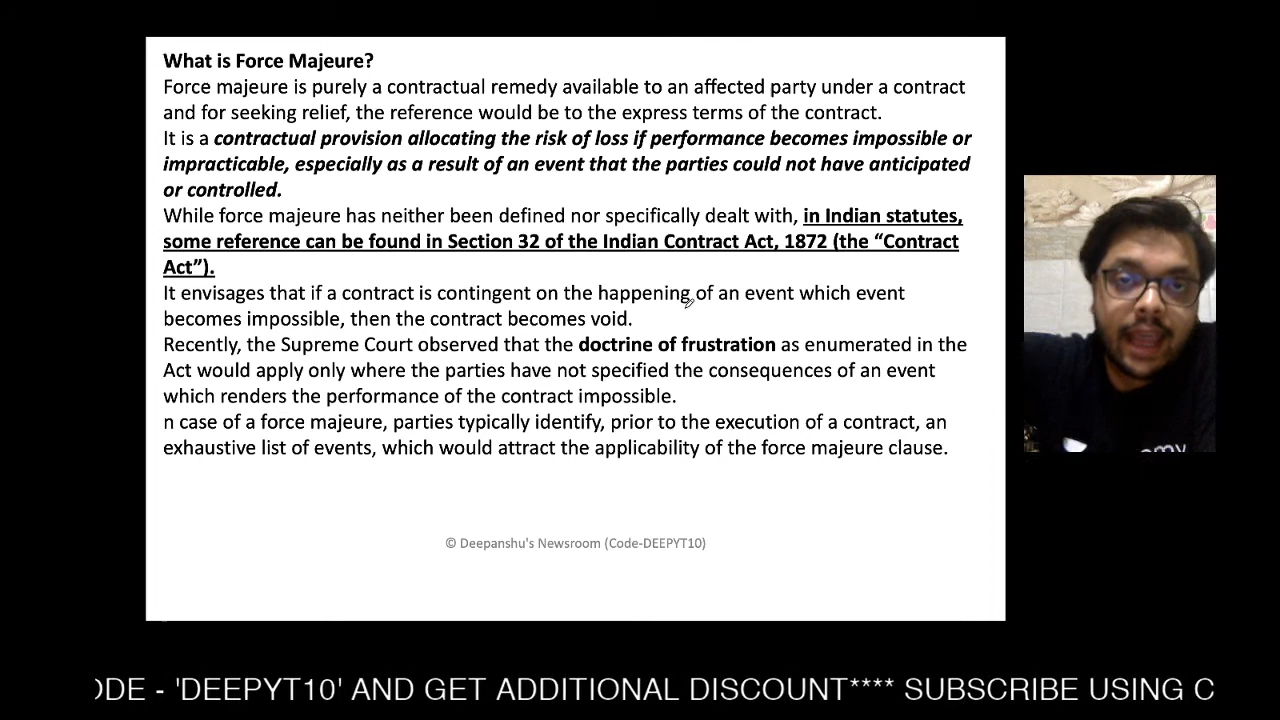 What is Force Majeure?
Force majeure is purely a contractual remedy available to an affected party under a contract
and for seeking relief, the reference would be to the express terms of the contract.
It is a contractual provision allocating the risk of loss if performance becomes impossible or
impracticable, especially as a result of an event that the parties could not have anticipated
or controlled.
While force majeure has neither been defined nor specifically dealt with, in Indian statutes,
some reference can be found in Section 32 of the Indian Contract Act, 1872 (the “Contract
Act”).
It envisages that if a contract is contingent on the happening of an event which event
becomes impossible, then the contract becomes void.
Recently, the Supreme Court observed that the doctrine of frustration as enumerated in the
Act would apply only where the parties have not specified the consequences of an event
which renders the performance of the contract impossible.
n case of a force majeure, parties typically identify, prior to the execution of a contract, an
exhaustive list of events, which would attract the applicability of the force majeure clause.
© Deepanshu's Newsroom (Code-DEEPYT10)
ODE - 'DEEPYT10' AND GET ADDITIONAL DISCOUNT**** SUBSCRIBE USING C